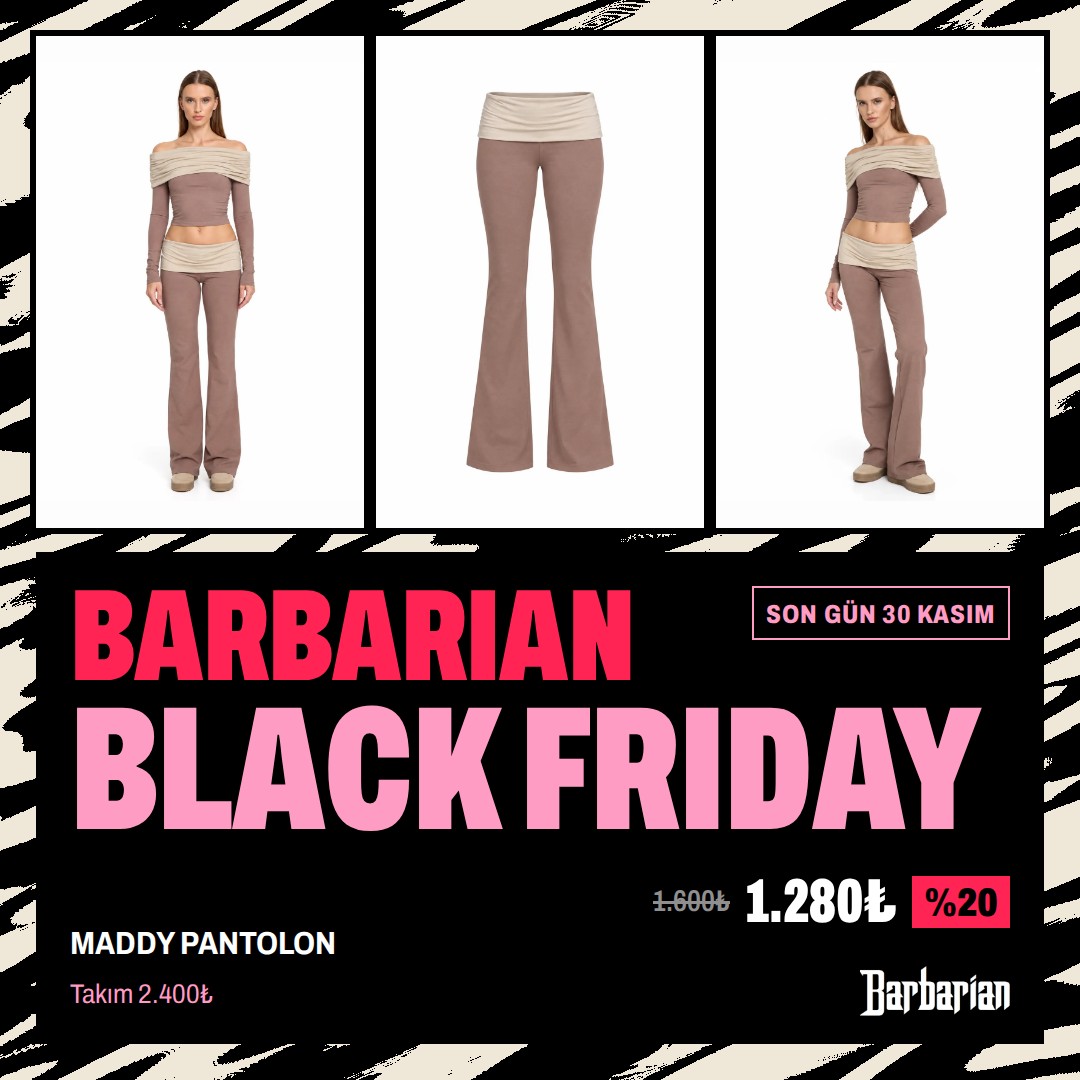 BARBARIAN
SON GÜN 30 KASIM
BLACK FRIDAY
1.600₺ 1.280₺ %20
MADDY PANTOLON
Takım 2.400₺
Barbarian